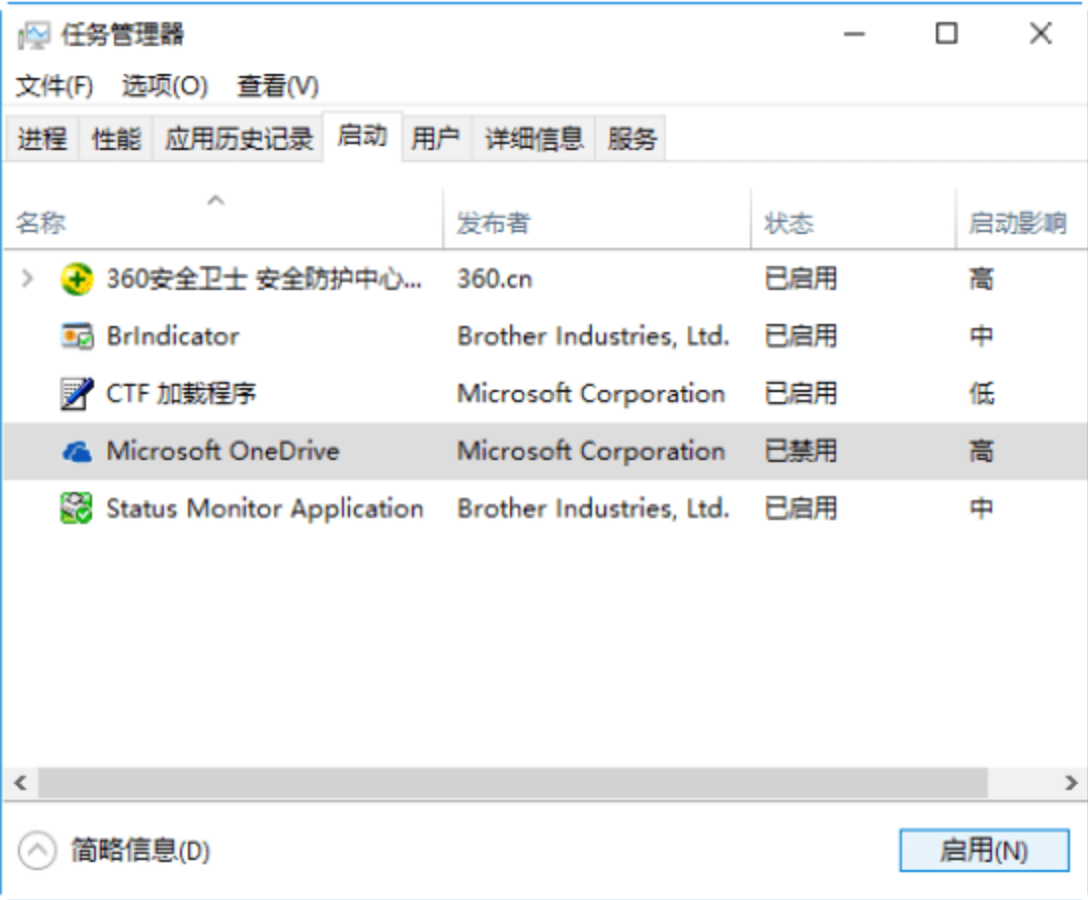 任务管理器
文件(F) 选项(O) 查看(V)
进程 性能 应用历史记录 启动 用户 详细信息 服务
名称 发布者 状态 启动影响
360安全卫士 安全防护中心... 360.cn 已启用 高
BrIndicator Brother Industries, Ltd. 已启用 中
CTF 加载程序 Microsoft Corporation 已启用 低
Microsoft OneDrive Microsoft Corporation 已禁用 高
Status Monitor Application Brother Industries, Ltd. 已启用 中
简略信息(D) 启用(N)